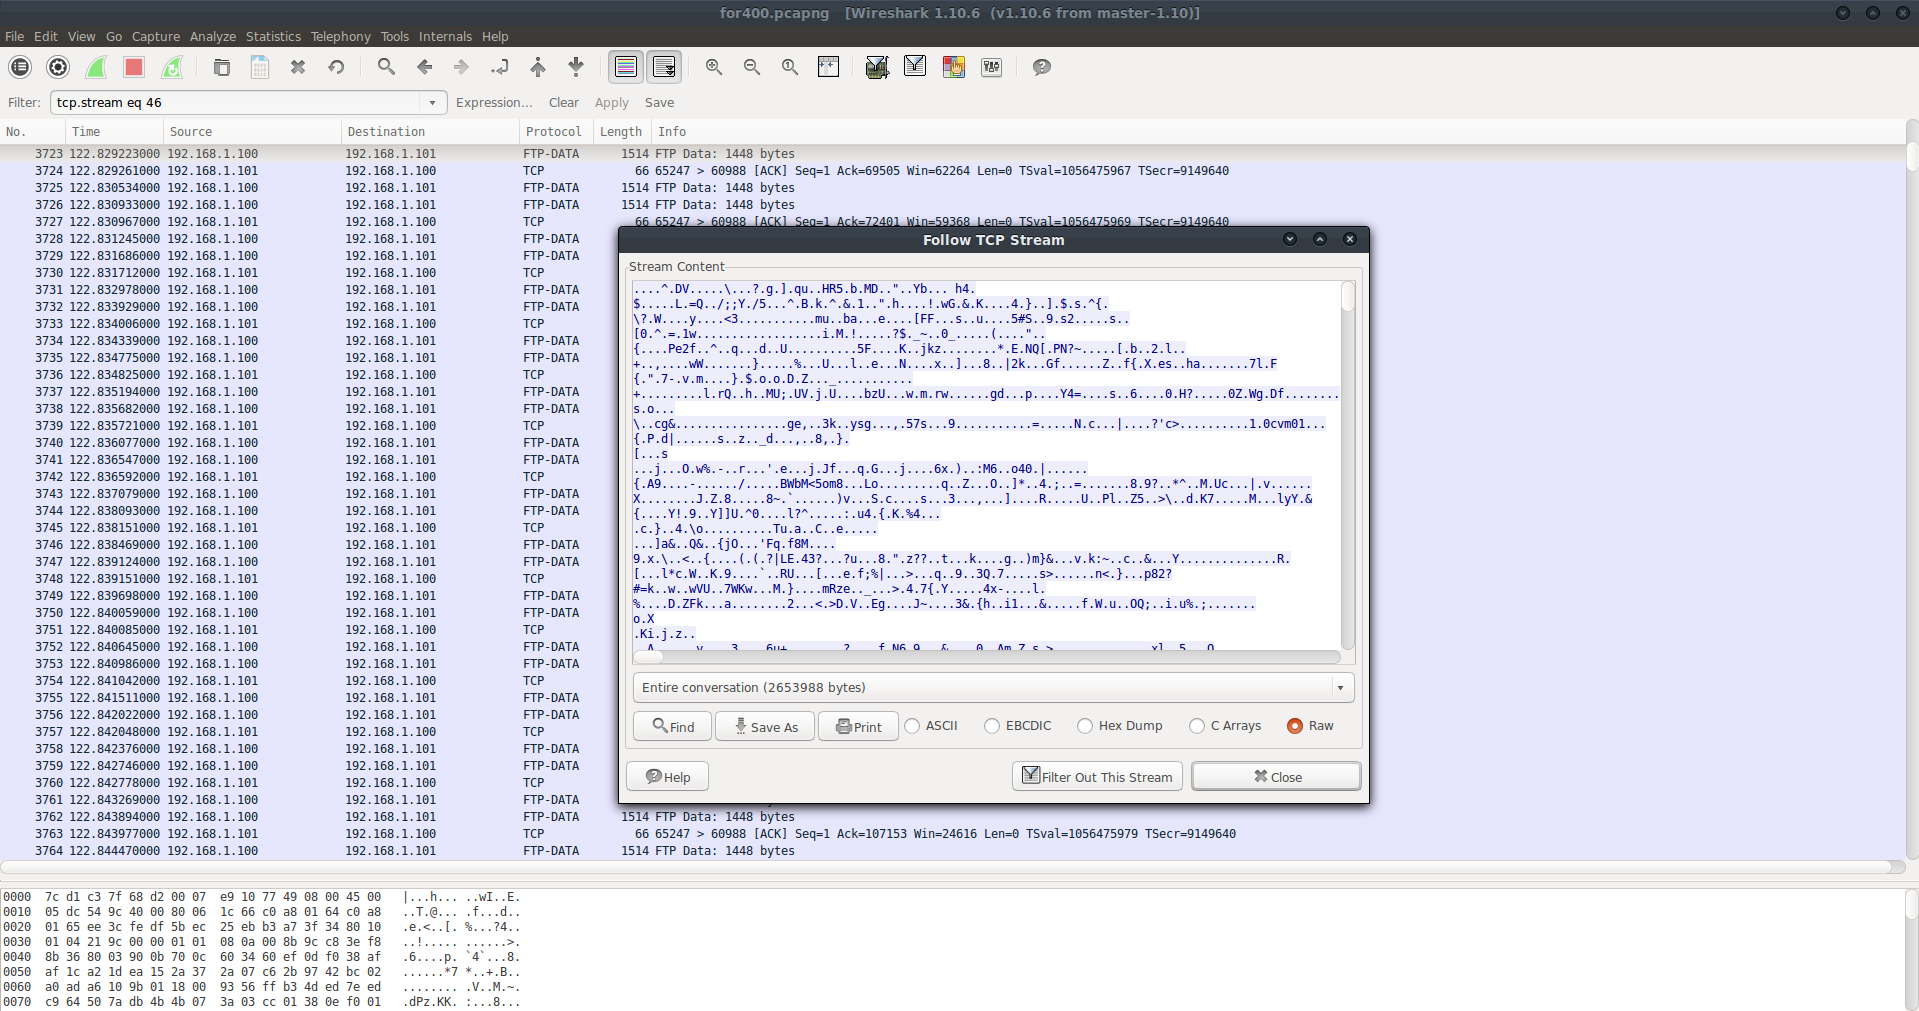 for400.pcapng   [Wireshark 1.10.6  (v1.10.6 from master-1.10)]
File Edit View Go Capture Analyze Statistics Telephony Tools Internals Help
Filter: tcp.stream eq 46 Expression... Clear Apply Save
No. Time Source Destination Protocol Length Info
3723 122.829223000 192.168.1.100 192.168.1.101 FTP-DATA 1514 FTP Data: 1448 bytes
3724 122.829261000 192.168.1.101 192.168.1.100 TCP 66 65247 > 60988 [ACK] Seq=1 Ack=69505 Win=62264 Len=0 TSval=1056475967 TSecr=9149640
3725 122.830534000 192.168.1.100 192.168.1.101 FTP-DATA 1514 FTP Data: 1448 bytes
3726 122.830933000 192.168.1.100 192.168.1.101 FTP-DATA 1514 FTP Data: 1448 bytes
3727 122.830967000 192.168.1.101 192.168.1.100 TCP 66 65247 > 60988 [ACK] Seq=1 Ack=72401 Win=59368 Len=0 TSval=1056475969 TSecr=9149640
3728 122.831245000 192.168.1.100 192.168.1.101 FTP-DATA
3729 122.831686000 192.168.1.100 192.168.1.101 FTP-DATA
3730 122.831712000 192.168.1.101 192.168.1.100 TCP
3731 122.832978000 192.168.1.100 192.168.1.101 FTP-DATA
3732 122.833929000 192.168.1.100 192.168.1.101 FTP-DATA
3733 122.834006000 192.168.1.101 192.168.1.100 TCP
3734 122.834339000 192.168.1.100 192.168.1.101 FTP-DATA
3735 122.834775000 192.168.1.100 192.168.1.101 FTP-DATA
3736 122.834825000 192.168.1.101 192.168.1.100 TCP
3737 122.835194000 192.168.1.100 192.168.1.101 FTP-DATA
3738 122.835682000 192.168.1.100 192.168.1.101 FTP-DATA
3739 122.835721000 192.168.1.101 192.168.1.100 TCP
3740 122.836077000 192.168.1.100 192.168.1.101 FTP-DATA
3741 122.836547000 192.168.1.100 192.168.1.101 FTP-DATA
3742 122.836592000 192.168.1.101 192.168.1.100 TCP
3743 122.837079000 192.168.1.100 192.168.1.101 FTP-DATA
3744 122.838093000 192.168.1.100 192.168.1.101 FTP-DATA
3745 122.838151000 192.168.1.101 192.168.1.100 TCP
3746 122.838469000 192.168.1.100 192.168.1.101 FTP-DATA
3747 122.839124000 192.168.1.100 192.168.1.101 FTP-DATA
3748 122.839151000 192.168.1.101 192.168.1.100 TCP
3749 122.839698000 192.168.1.100 192.168.1.101 FTP-DATA
3750 122.840059000 192.168.1.100 192.168.1.101 FTP-DATA
3751 122.840085000 192.168.1.101 192.168.1.100 TCP
3752 122.840645000 192.168.1.100 192.168.1.101 FTP-DATA
3753 122.840986000 192.168.1.100 192.168.1.101 FTP-DATA
3754 122.841042000 192.168.1.101 192.168.1.100 TCP
3755 122.841511000 192.168.1.100 192.168.1.101 FTP-DATA
3756 122.842022000 192.168.1.100 192.168.1.101 FTP-DATA
3757 122.842048000 192.168.1.101 192.168.1.100 TCP
3758 122.842376000 192.168.1.100 192.168.1.101 FTP-DATA
3759 122.842746000 192.168.1.100 192.168.1.101 FTP-DATA
3760 122.842778000 192.168.1.101 192.168.1.100 TCP
3761 122.843269000 192.168.1.100 192.168.1.101 FTP-DATA
3762 122.843894000 192.168.1.100 192.168.1.101 FTP-DATA 1514 FTP Data: 1448 bytes
3763 122.843977000 192.168.1.101 192.168.1.100 TCP 66 65247 > 60988 [ACK] Seq=1 Ack=107153 Win=24616 Len=0 TSval=1056475979 TSecr=9149640
3764 122.844470000 192.168.1.100 192.168.1.101 FTP-DATA 1514 FTP Data: 1448 bytes
Follow TCP Stream
Stream Content
....^.DV.....\...?.g.].qu..HR5.b.MD.."..Yb... h4.
$.....L.=Q../;;Y./5...^.B.k.^.&.1..".h....!.wG.&.K....4.}..].$.s.^{.
\?.W....y....<3...........mu..ba...e....[FF...s..u....5#S..9.s2.....s..
[0.^.=.1w..................i.M.!.....?$._~..0_.....(....."..
{....Pe2f..^..q...d..U..........5F....K..jkz........*.E.NQ[.PN?~.....[.b..2.l..
+..,....wW.......}.....%...U...l..e...N....x..]...8..|2k...Gf......Z..f{.X.es..ha.......7l.F
{.".7-.v.m....}.$.o.o.D.Z..._...........
+.........l.rQ..h..MU;.UV.j.U....bzU...w.m.rw......gd...p....Y4=....s..6....0.H?.....0Z.Wg.Df........
s.o...
\..cg&................ge,..3k..ysg...,.57s...9...........=.....N.c...|....?'c>..........1.0cvm01...
{.P.d|......s..z.._d...,..8,.}.
[...s
...j...O.w%.-..r...'.e...j.Jf...q.G...j....6x.)..:M6..o40.|......
{.A9....-....../.....BWbM<5om8...Lo.........q..Z...O..]*..4.;..=.......8.9?..*^..M.Uc...|.v......
X........J.Z.8.....8~.`......)v...S.c....s...3...,...]....R.....U..Pl..Z5..>\..d.K7.....M...lyY.&
{....Y!.9..Y]]U.^0....l?^.....:.u4.{.K.%4...
.c.}..4.\o..........Tu.a..C..e.....
...]a&..Q&..{jO...'Fq.f8M....
9.x.\..<..{....(.(.?|LE.43?...?u...8.".z??..t...k....g..)m}&...v.k:~..c..&...Y..............R.
[...l*c.W..K.9....`..RU...[...e.f;%|...>...q..9...3Q.7.....s>......n<.}...p82?
#=k..w..wVU..7WKw...M.}....mRze.._...>.4.7{.Y.....4x-....l.
%....D.ZFk...a........2...<.>D.V..Eg....J~....3&.{h..i1...&.....f.W.u..OQ;..i.u%.;.......
o.X
.Ki.j.z..
Entire conversation (2653988 bytes)
Find Save As Print ASCII EBCDIC Hex Dump C Arrays Raw
Help Filter Out This Stream Close
0000  7c d1 c3 7f 68 d2 00 07  e9 10 77 49 08 00 45 00   |...h... ..wI..E.
0010  05 dc 54 9c 40 00 80 06  1c 66 c0 a8 01 64 c0 a8   ..T.@... .f...d..
0020  01 65 ee 3c fe df 5b ec  25 eb b3 a7 3f 34 80 10   .e.<..[. %...?4..
0030  01 04 21 9c 00 00 01 01  08 0a 00 8b 9c c8 3e f8   ..!..... ......>.
0040  8b 36 80 03 90 0b 70 0c  60 34 60 ef 0d f0 38 af   .6....p. `4`...8.
0050  af 1c a2 1d ea 15 2a 37  2a 07 c6 2b 97 42 bc 02   ......*7 *..+.B..
0060  a0 ad a6 10 9b 01 18 00  93 56 ff b3 4d ed 7e ed   ........ .V..M.~.
0070  c9 64 50 7a db 4b 4b 07  3a 03 cc 01 38 0e f0 01   .dPz.KK. :...8...